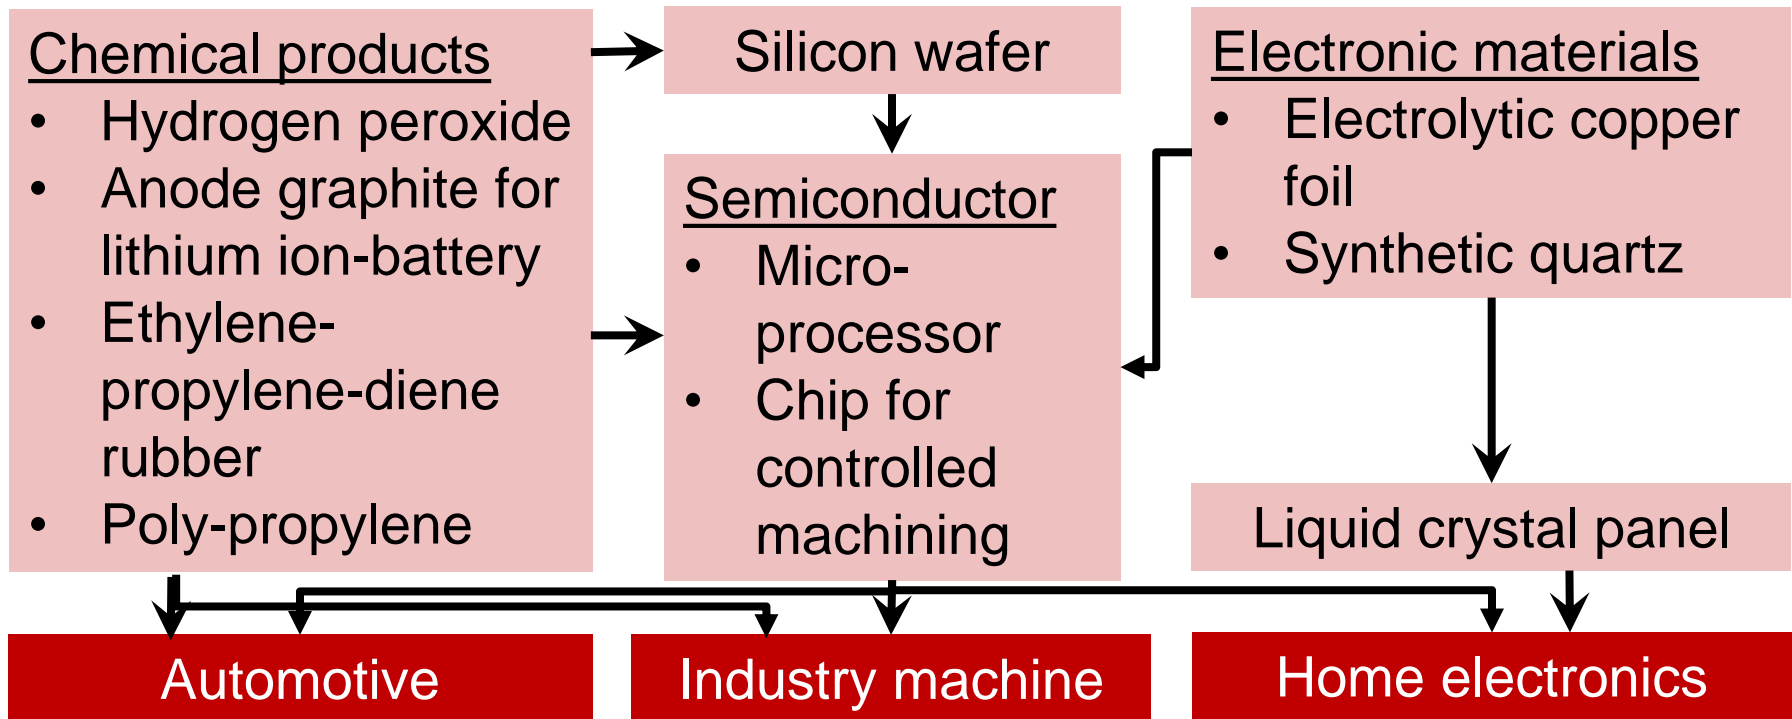 Chemical products
• Hydrogen peroxide
• Anode graphite for
lithium ion-battery
• Ethylene-
propylene-diene
rubber
• Poly-propylene
Silicon wafer
Semiconductor
• Micro-
processor
• Chip for
controlled
machining
Electronic materials
• Electrolytic copper
foil
• Synthetic quartz
Liquid crystal panel
Automotive
Industry machine
Home electronics